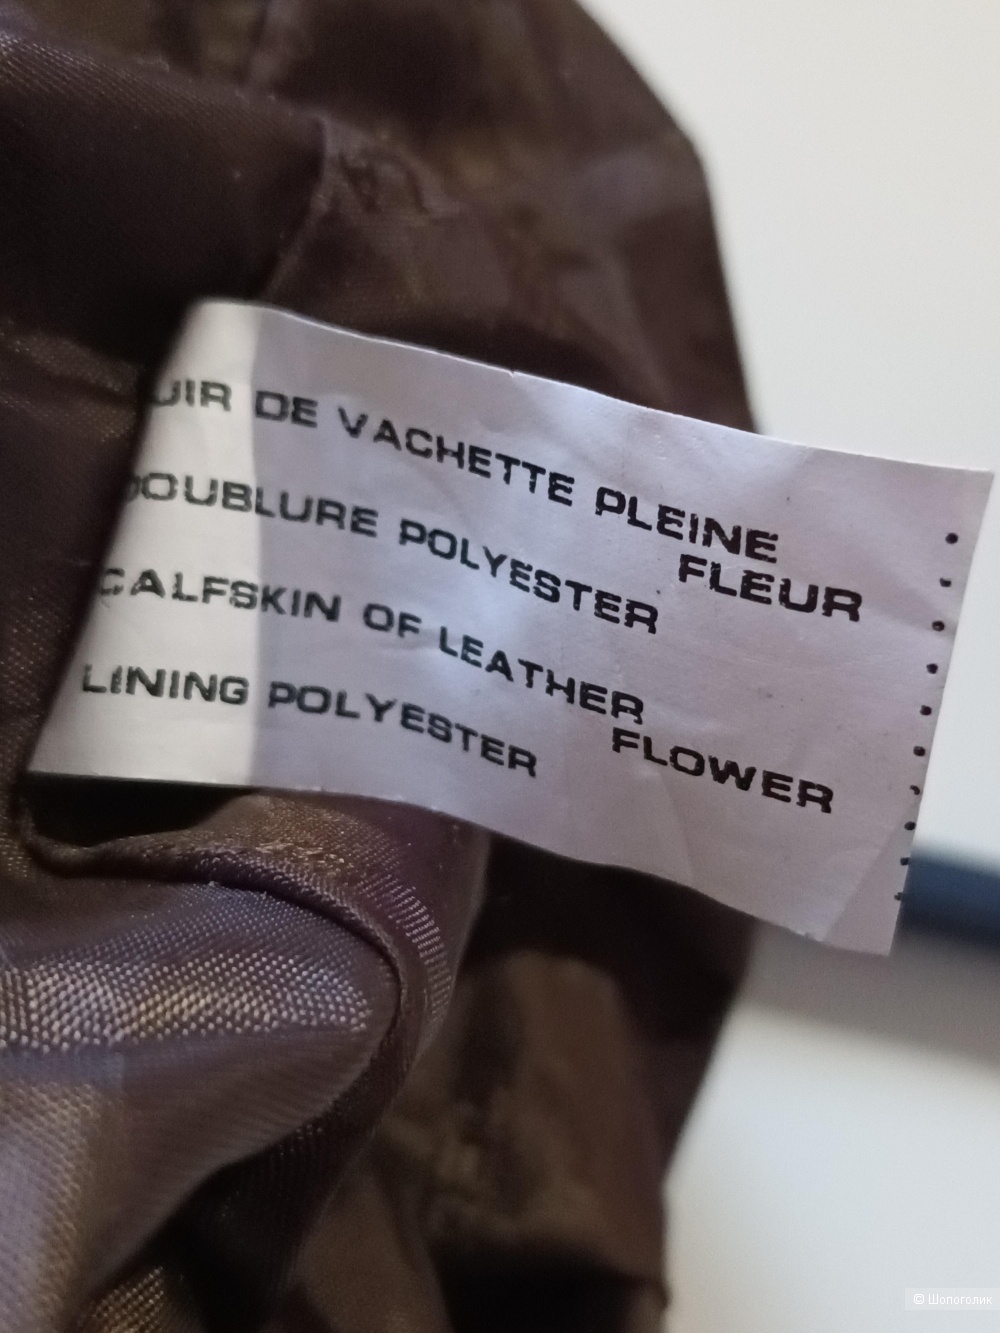 UIR DE VACHETTE PLEINE
FLEUR
DOUBLURE POLYESTER
CALFSKIN OF LEATHER
FLOWER
LINING POLYESTER
© Шопоголик